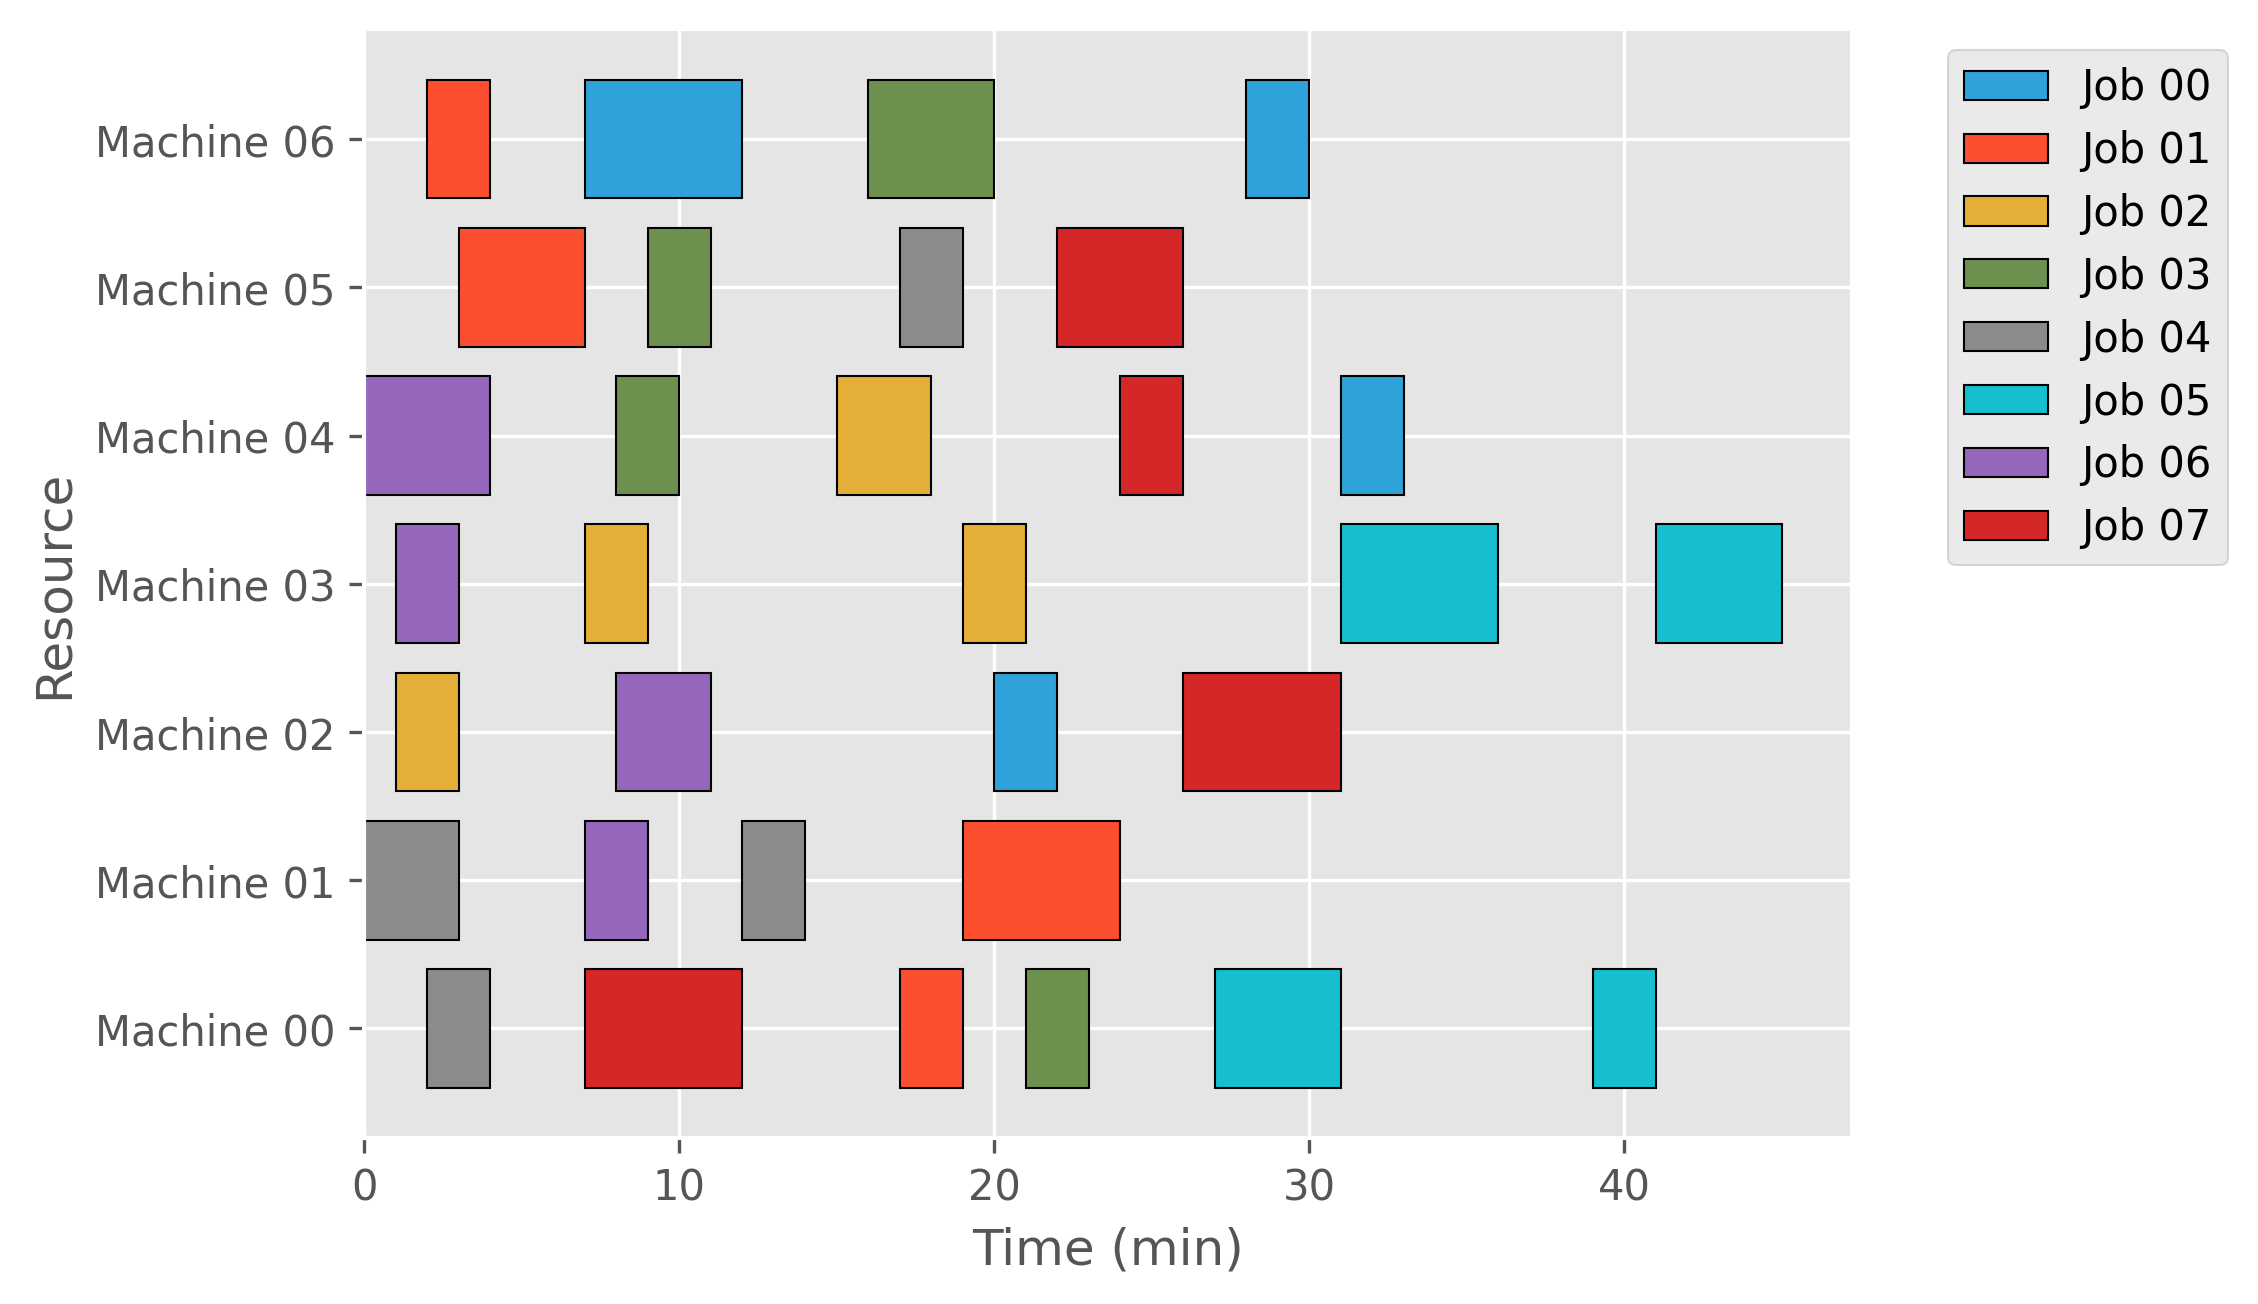 Machine 06
Machine 05
Machine 04
Machine 03
Machine 02
Machine 01
Machine 00
Resource
0
10
20
30
40
Time (min)
Job 00
Job 01
Job 02
Job 03
Job 04
Job 05
Job 06
Job 07